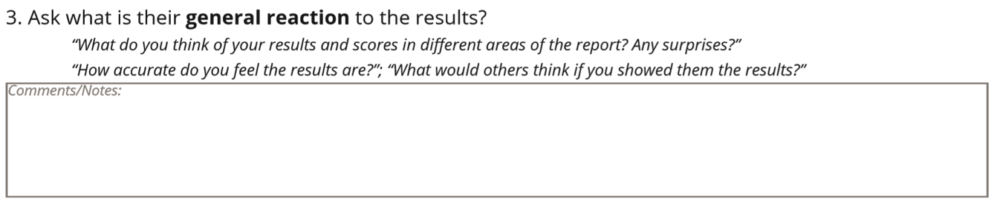 3. Ask what is their general reaction to the results?
“What do you think of your results and scores in different areas of the report? Any surprises?”
“How accurate do you feel the results are?”; “What would others think if you showed them the results?”
Comments/Notes: